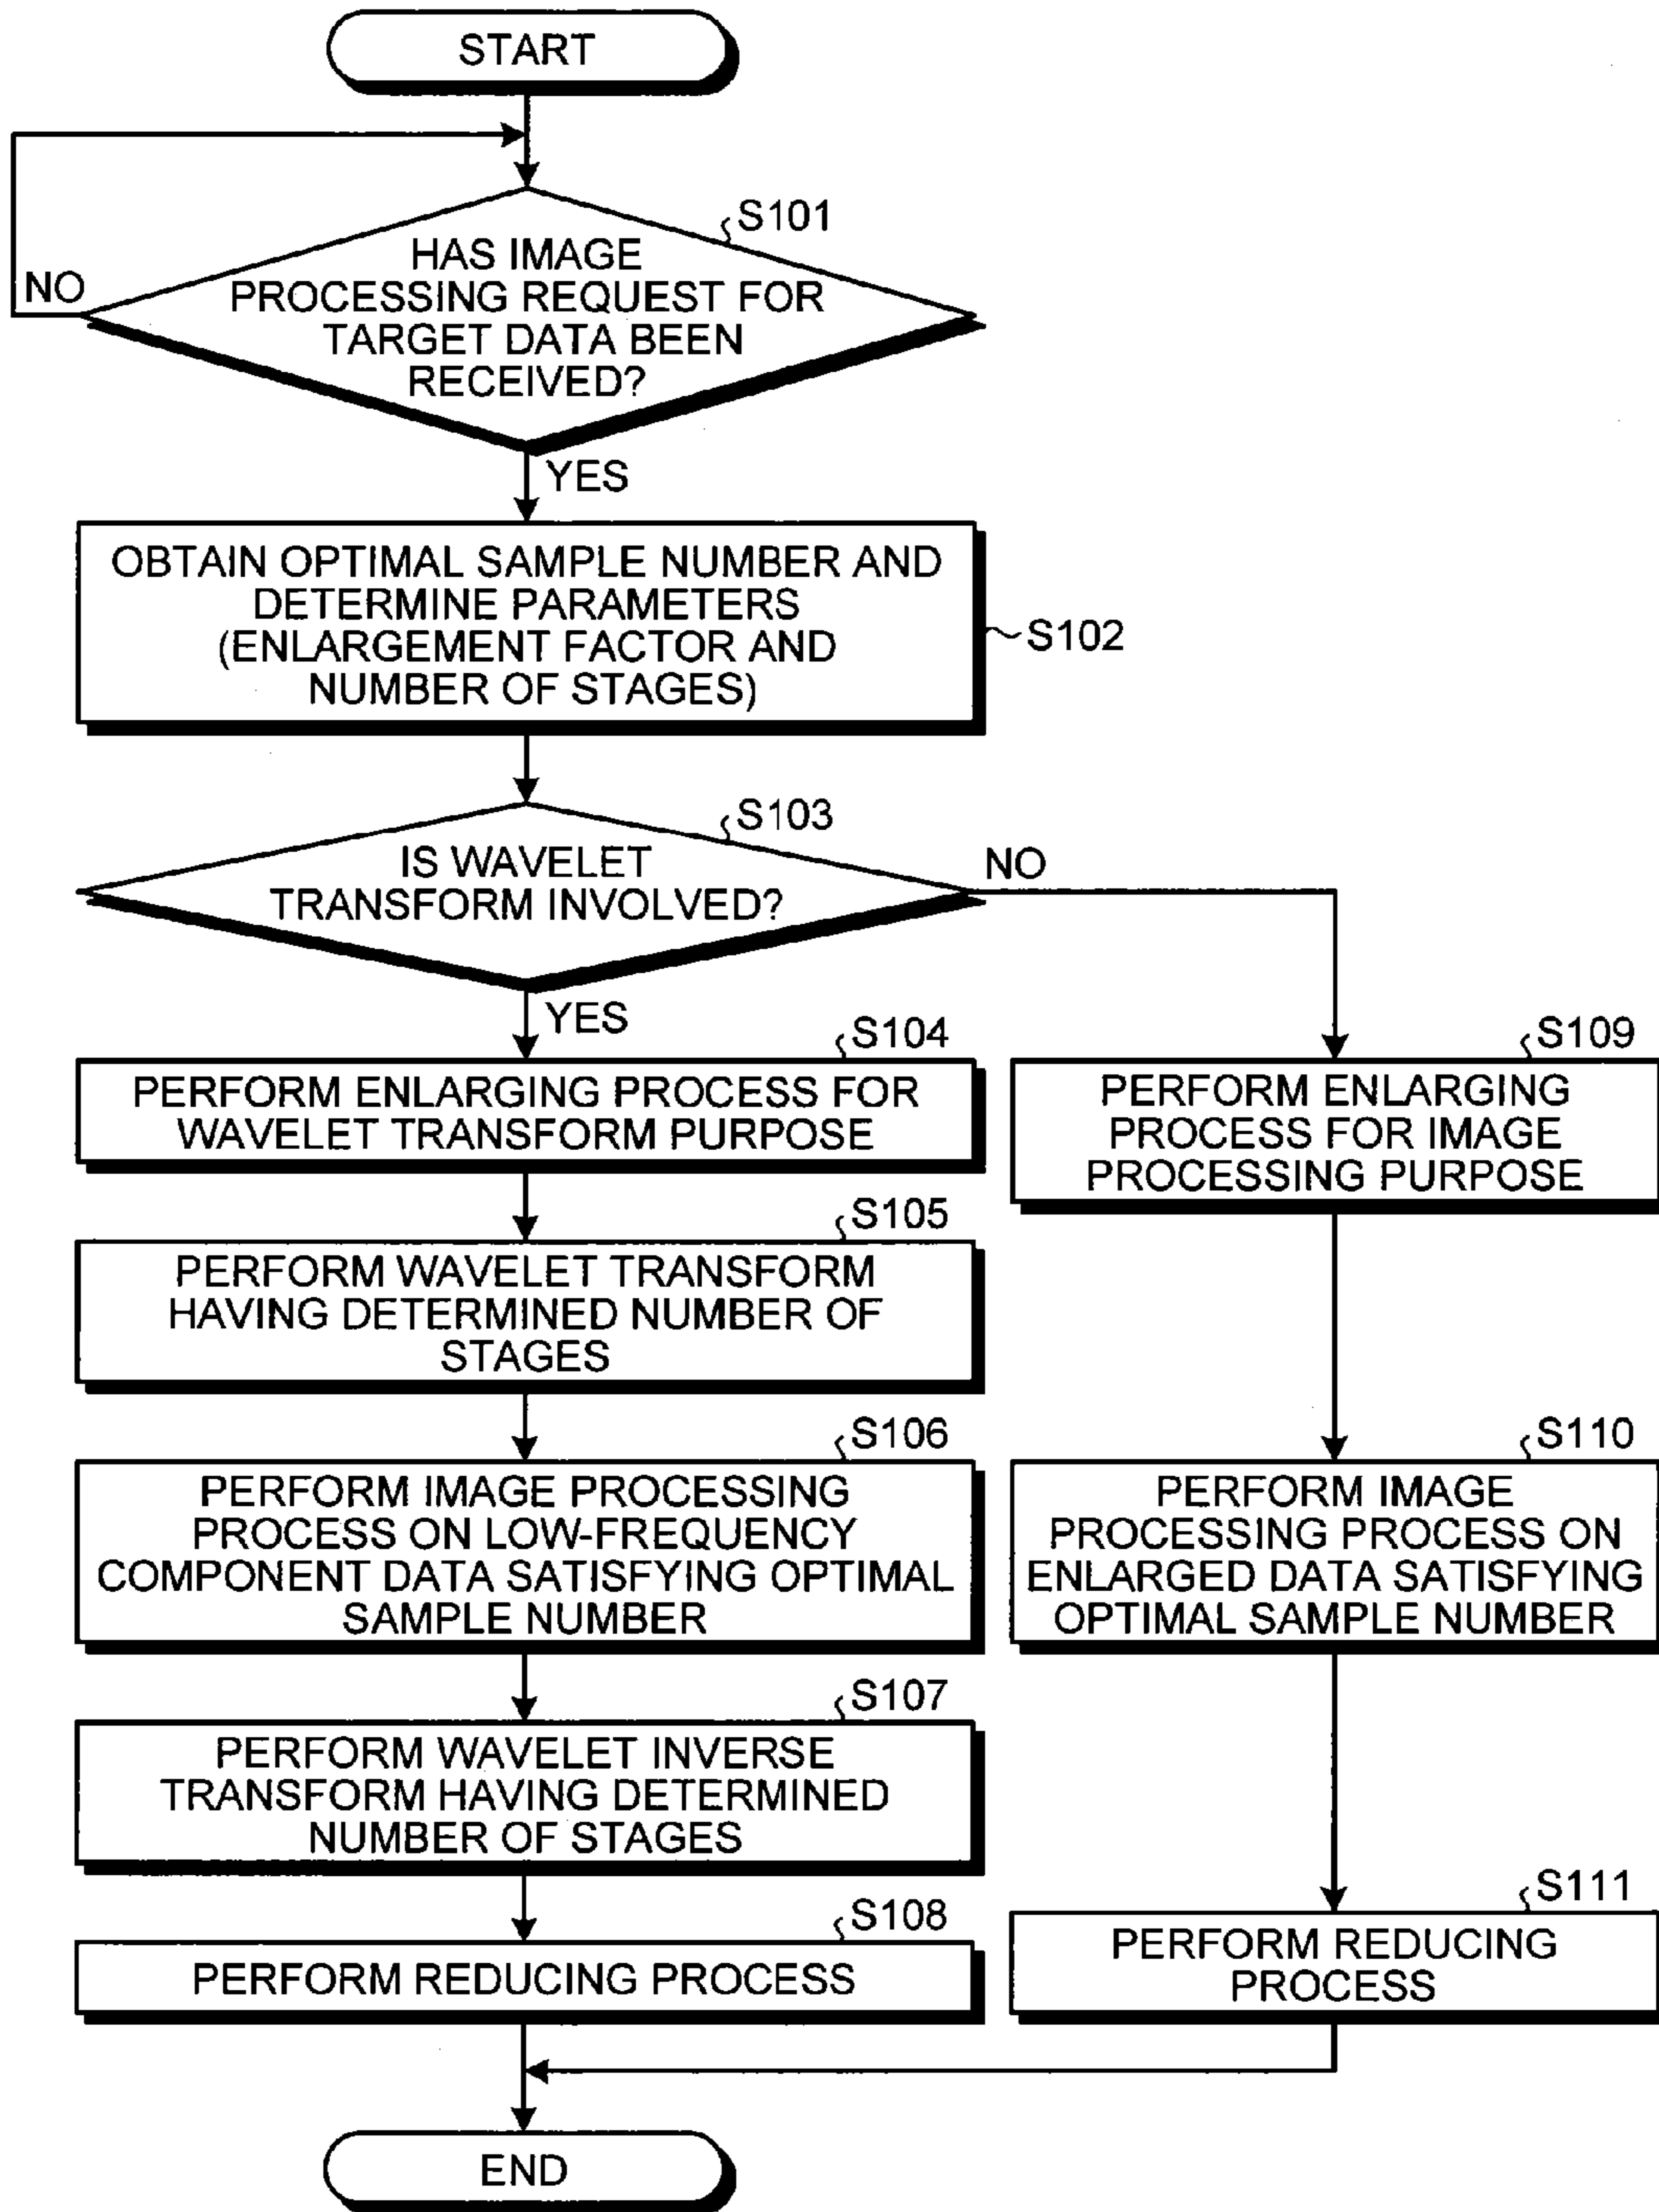 START
S101
HAS IMAGE
PROCESSING REQUEST FOR
TARGET DATA BEEN
RECEIVED?
NO
YES
OBTAIN OPTIMAL SAMPLE NUMBER AND
DETERMINE PARAMETERS
(ENLARGEMENT FACTOR AND
NUMBER OF STAGES)
S102
S103
IS WAVELET
TRANSFORM INVOLVED?
NO
YES
S104
PERFORM ENLARGING PROCESS FOR
WAVELET TRANSFORM PURPOSE
S105
PERFORM WAVELET TRANSFORM
HAVING DETERMINED NUMBER OF
STAGES
S106
PERFORM IMAGE PROCESSING
PROCESS ON LOW-FREQUENCY
COMPONENT DATA SATISFYING OPTIMAL
SAMPLE NUMBER
S107
PERFORM WAVELET INVERSE
TRANSFORM HAVING DETERMINED
NUMBER OF STAGES
S108
PERFORM REDUCING PROCESS
S109
PERFORM ENLARGING
PROCESS FOR IMAGE
PROCESSING PURPOSE
S110
PERFORM IMAGE
PROCESSING PROCESS ON
ENLARGED DATA SATISFYING
OPTIMAL SAMPLE NUMBER
S111
PERFORM REDUCING
PROCESS
END